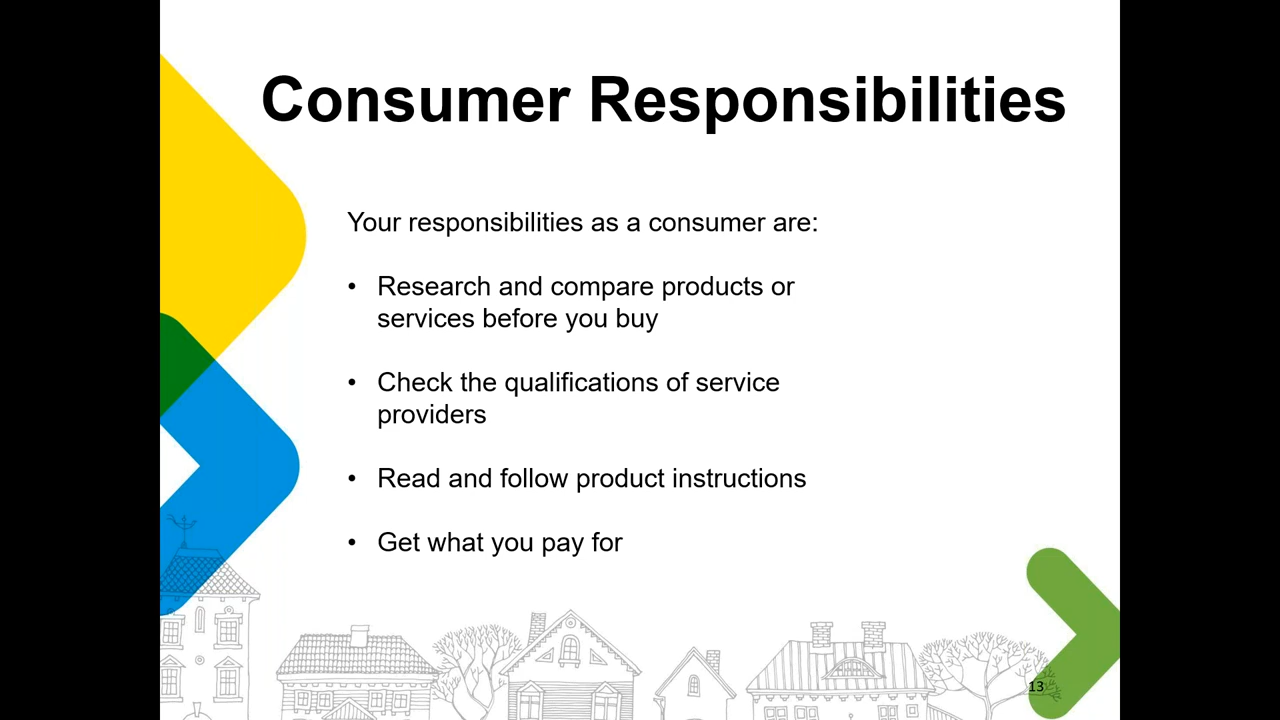 Consumer Responsibilities
Your responsibilities as a consumer are:
• Research and compare products or
services before you buy
• Check the qualifications of service
providers
• Read and follow product instructions
• Get what you pay for
13